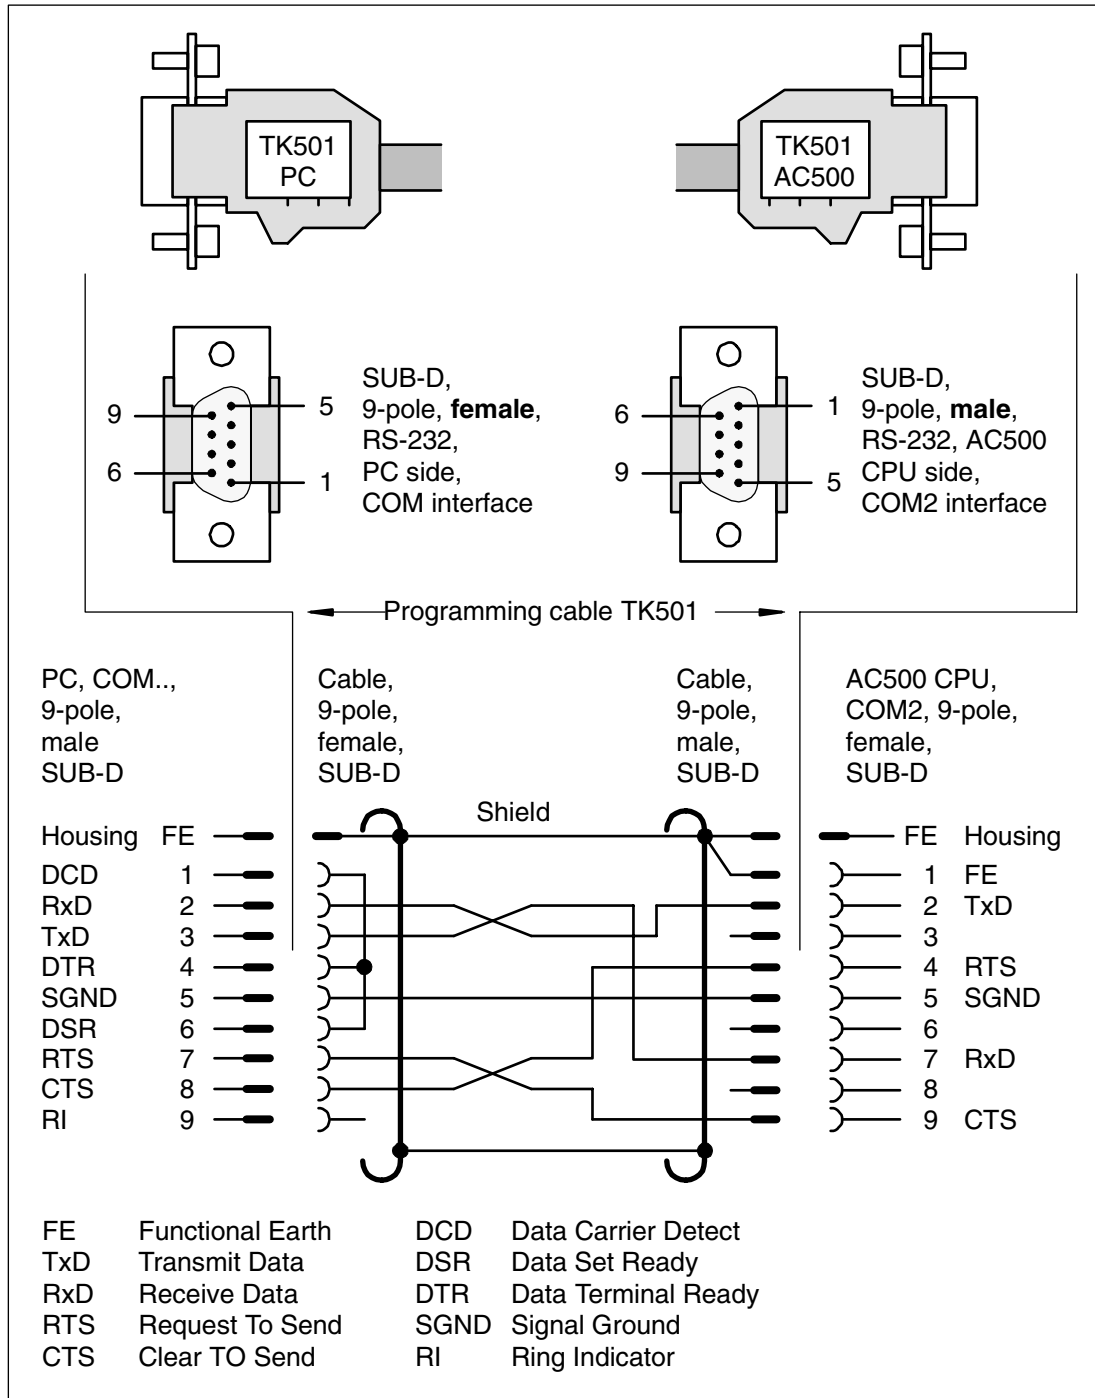 TK501
PC
TK501
AC500
9
6
5
1
SUB-D,
9-pole, female,
RS-232,
PC side,
COM interface
6
9
1
5
SUB-D,
9-pole, male,
RS-232, AC500
CPU side,
COM2 interface
Programming cable TK501
PC, COM..,
9-pole,
male
SUB-D
Cable,
9-pole,
female,
SUB-D
Cable,
9-pole,
male,
SUB-D
AC500 CPU,
COM2, 9-pole,
female,
SUB-D
Shield
Housing FE FE Housing
DCD 1 1 FE
RxD 2 2 TxD
TxD 3 3
DTR 4 4 RTS
SGND 5 5 SGND
DSR 6 6
RTS 7 7 RxD
CTS 8 8
RI 9 9 CTS
FE Functional Earth DCD Data Carrier Detect
TxD Transmit Data DSR Data Set Ready
RxD Receive Data DTR Data Terminal Ready
RTS Request To Send SGND Signal Ground
CTS Clear TO Send RI Ring Indicator